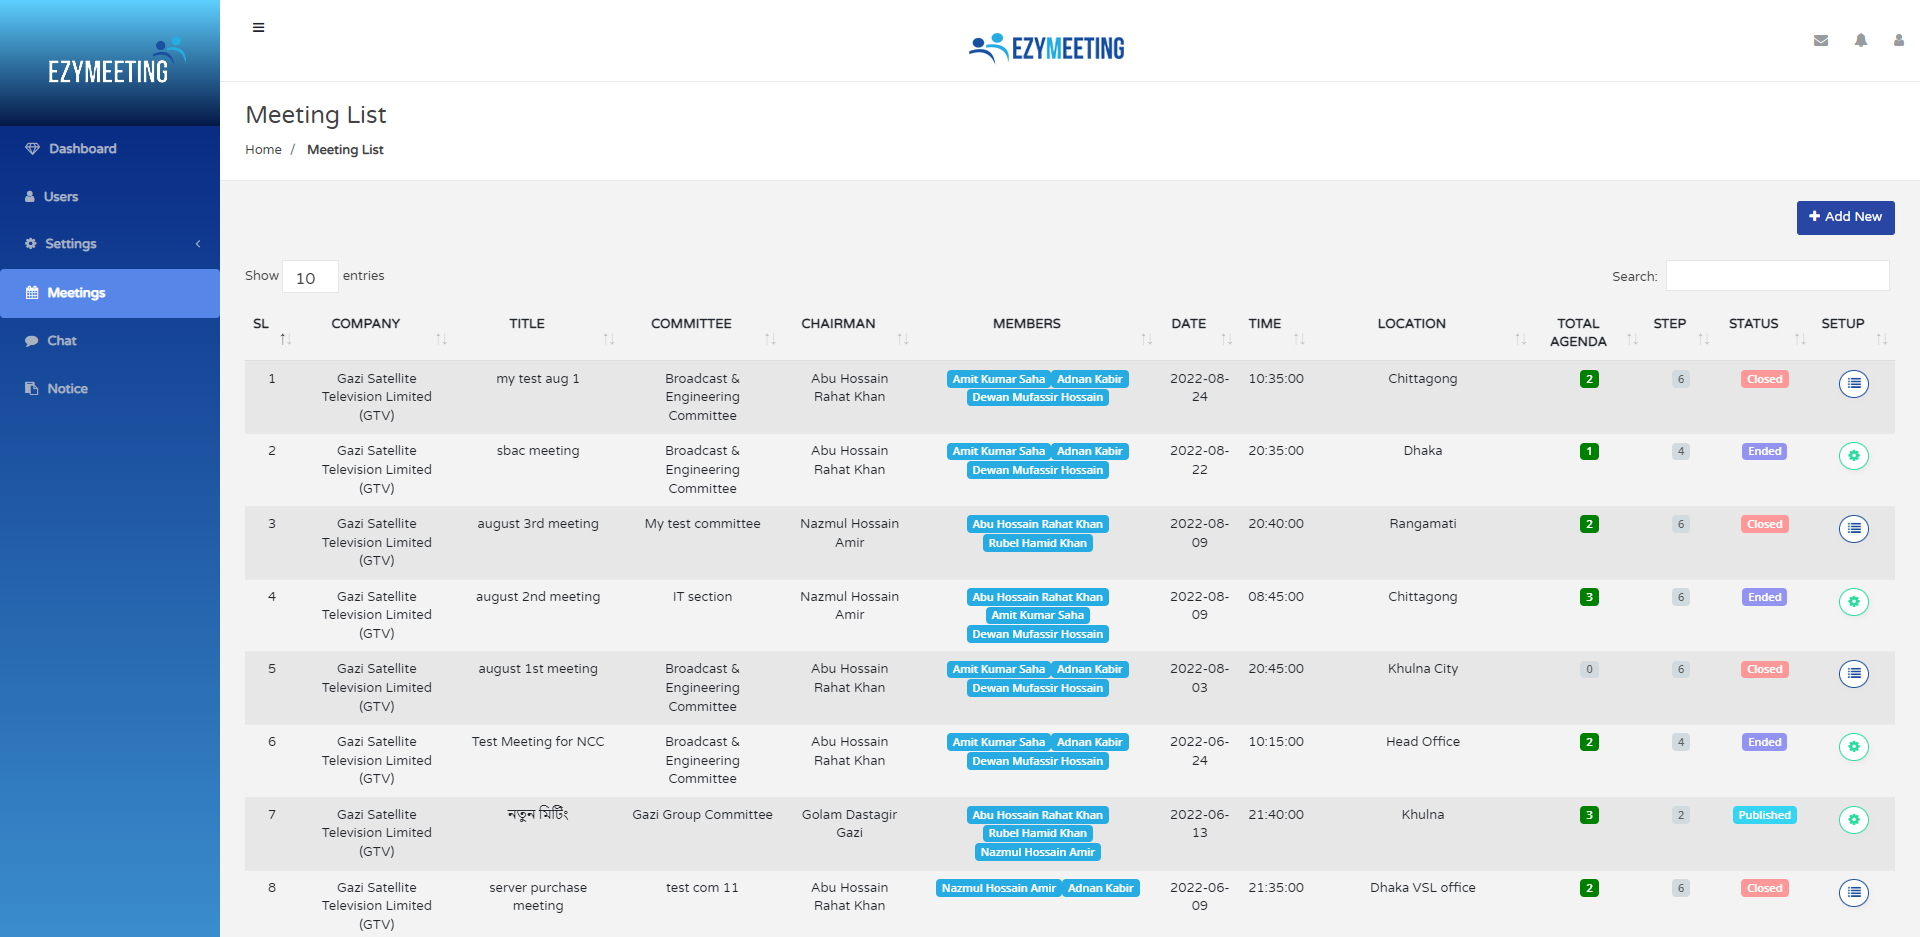 EZYMEETING
Dashboard
Users
Settings
Meetings
Chat
Notice
EZYMEETING
Meeting List
Home / Meeting List
Add New
Show 10 entries
Search:
SL COMPANY TITLE COMMITTEE CHAIRMAN MEMBERS DATE TIME LOCATION TOTAL AGENDA STEP STATUS SETUP
1 Gazi Satellite my test aug 1 Broadcast & Abu Hossain Amit Kumar Saha Adnan Kabir 2022-08- 10:35:00 Chittagong 2 6 Closed
Television Limited Engineering Rahat Khan Dewan Mufassir Hossain 24
(GTV) Committee
2 Gazi Satellite sbac meeting Broadcast & Abu Hossain Amit Kumar Saha Adnan Kabir 2022-08- 20:35:00 Dhaka 1 4 Ended
Television Limited Engineering Rahat Khan Dewan Mufassir Hossain 22
(GTV) Committee
3 Gazi Satellite august 3rd meeting My test committee Nazmul Hossain Abu Hossain Rahat Khan 2022-08- 20:40:00 Rangamati 2 6 Closed
Television Limited Amir Rubel Hamid Khan 09
(GTV)
4 Gazi Satellite august 2nd meeting IT section Nazmul Hossain Abu Hossain Rahat Khan 2022-08- 08:45:00 Chittagong 3 6 Ended
Television Limited Amir Amit Kumar Saha 09
(GTV) Dewan Mufassir Hossain
5 Gazi Satellite august 1st meeting Broadcast & Abu Hossain Amit Kumar Saha Adnan Kabir 2022-08- 20:45:00 Khulna City 0 6 Closed
Television Limited Engineering Rahat Khan Dewan Mufassir Hossain 03
(GTV) Committee
6 Gazi Satellite Test Meeting for NCC Broadcast & Abu Hossain Amit Kumar Saha Adnan Kabir 2022-06- 10:15:00 Head Office 2 4 Ended
Television Limited Engineering Rahat Khan Dewan Mufassir Hossain 24
(GTV) Committee
7 Gazi Satellite নতুন মিটিং Gazi Group Committee Golam Dastagir Abu Hossain Rahat Khan 2022-06- 21:40:00 Khulna 3 2 Published
Television Limited Gazi Rubel Hamid Khan 13
(GTV) Nazmul Hossain Amir
8 Gazi Satellite server purchase test com 11 Abu Hossain Nazmul Hossain Amir Adnan Kabir 2022-06- 21:35:00 Dhaka VSL office 2 6 Closed
Television Limited meeting Rahat Khan 09
(GTV)